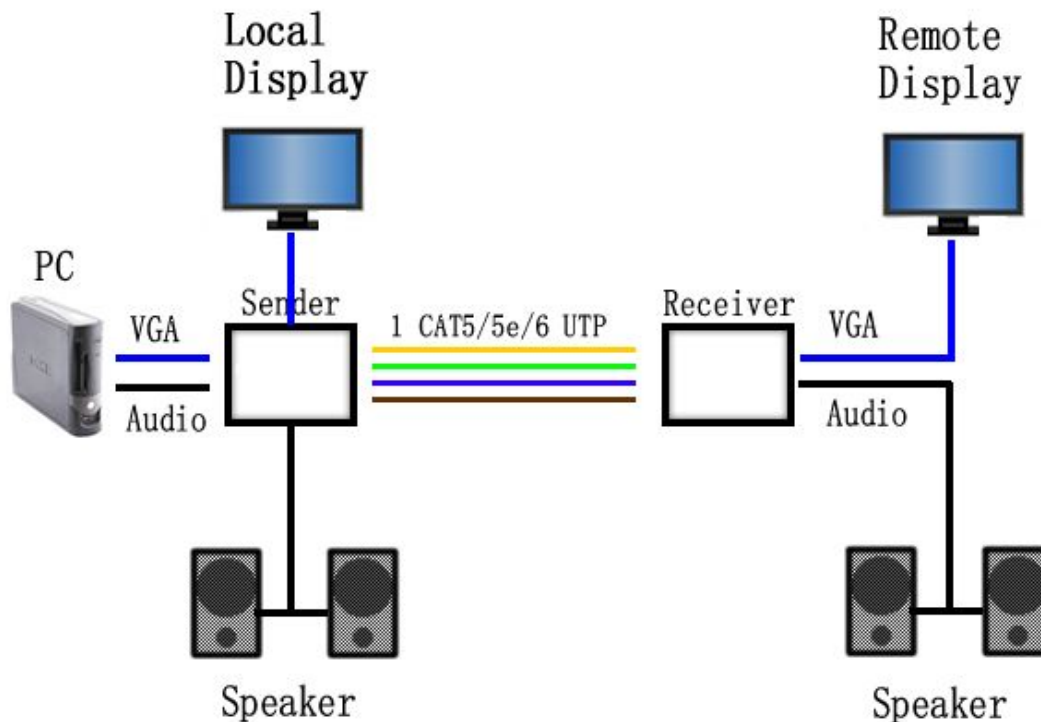 Local
Display
Remote
Display
PC
Sender
Receiver
VGA
1 CAT5/5e/6 UTP
VGA
Audio
Audio
Speaker
Speaker